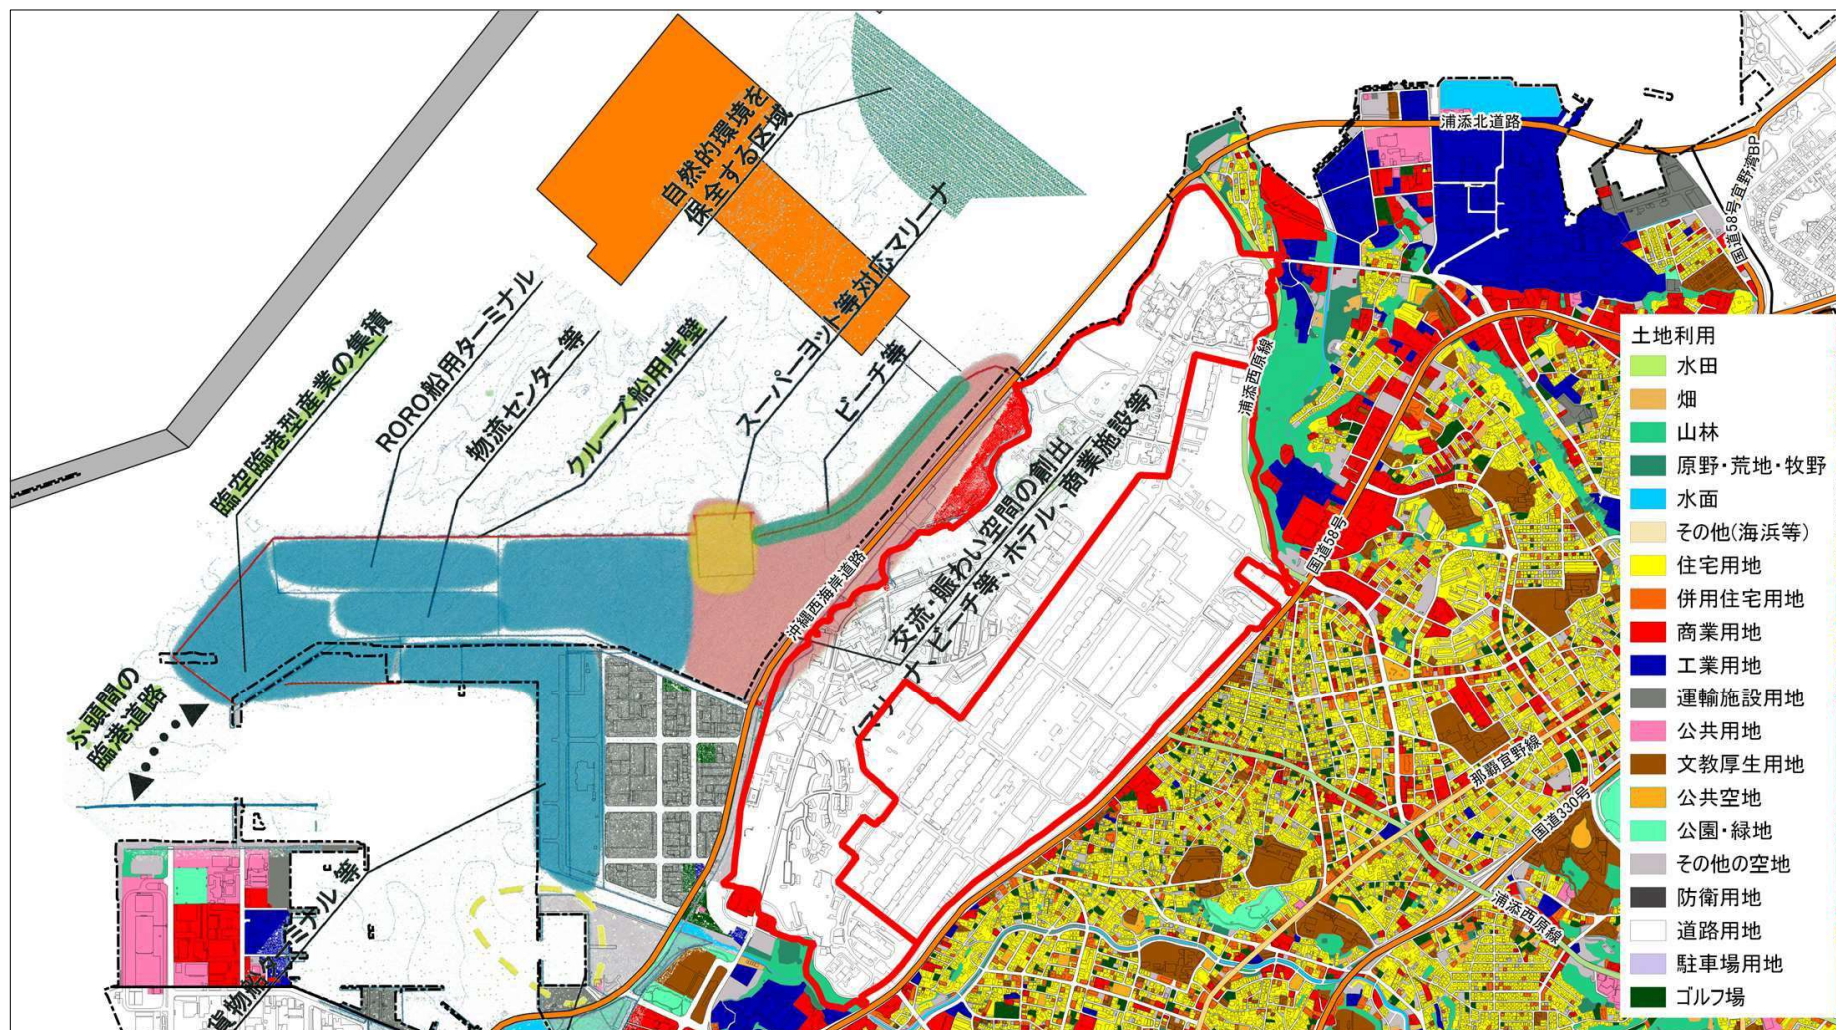 自然的環境を
保全する区域
スーパーヨット等対応マリーナ
ビーチ等
クルーズ船用岸壁
物流センター等
RORO船用ターミナル
臨空臨港型産業の集積
ふ頭間の
臨港道路
貨物船ターミナル等
交流・賑わい空間の創出
(マリーナ、ビーチ等、ホテル、商業施設等)
沖縄西海岸道路
浦添北道路
国道58号宜野湾BP
浦添西原線
国道58号
那覇宜野線
国道330号
浦添西原線
土地利用
水田
畑
山林
原野・荒地・牧野
水面
その他(海浜等)
住宅用地
併用住宅用地
商業用地
工業用地
運輸施設用地
公共用地
文教厚生用地
公共空地
公園・緑地
その他の空地
防衛用地
道路用地
駐車場用地
ゴルフ場